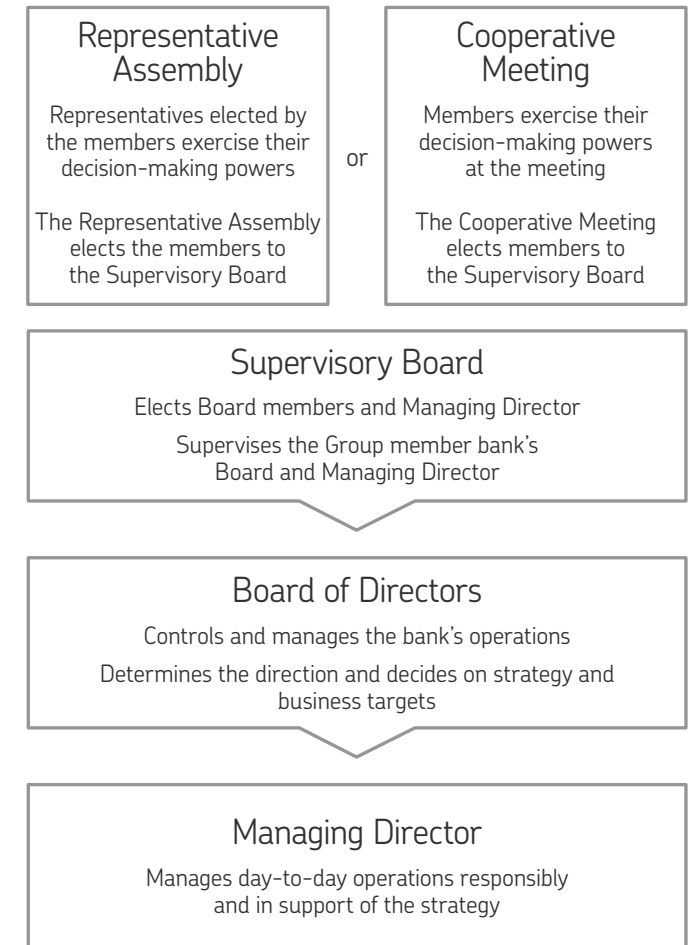 Representative
Assembly
Representatives elected by
the members exercise their
decision-making powers
The Representative Assembly
elects the members to
the Supervisory Board
or
Cooperative
Meeting
Members exercise their
decision-making powers
at the meeting
The Cooperative Meeting
elects members to
the Supervisory Board
Supervisory Board
Elects Board members and Managing Director
Supervises the Group member bank's
Board and Managing Director
Board of Directors
Controls and manages the bank's operations
Determines the direction and decides on strategy and
business targets
Managing Director
Manages day-to-day operations responsibly
and in support of the strategy